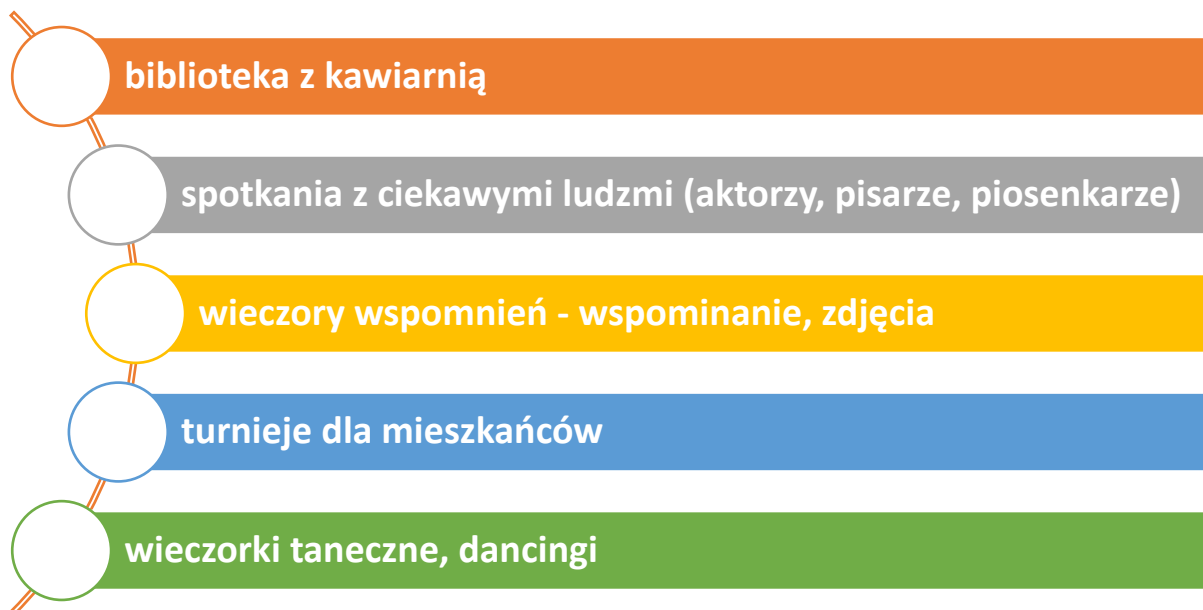 biblioteka z kawiarnią
spotkania z ciekawymi ludzmi (aktorzy, pisarze, piosenkarze)
wieczory wspomnień - wspominanie, zdjęcia
turnieje dla mieszkańców
wieczorki taneczne, dancingi